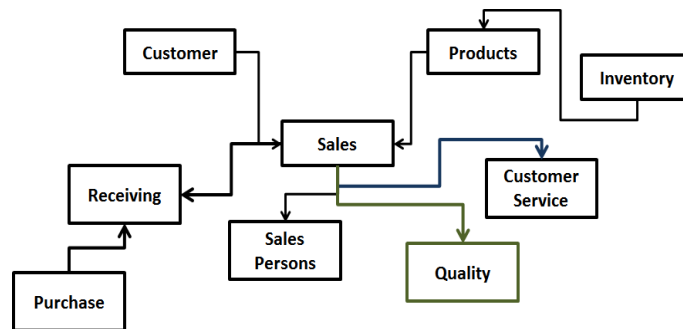 Customer
Products
Inventory
Sales
Receiving
Customer
Service
Sales
Persons
Quality
Purchase